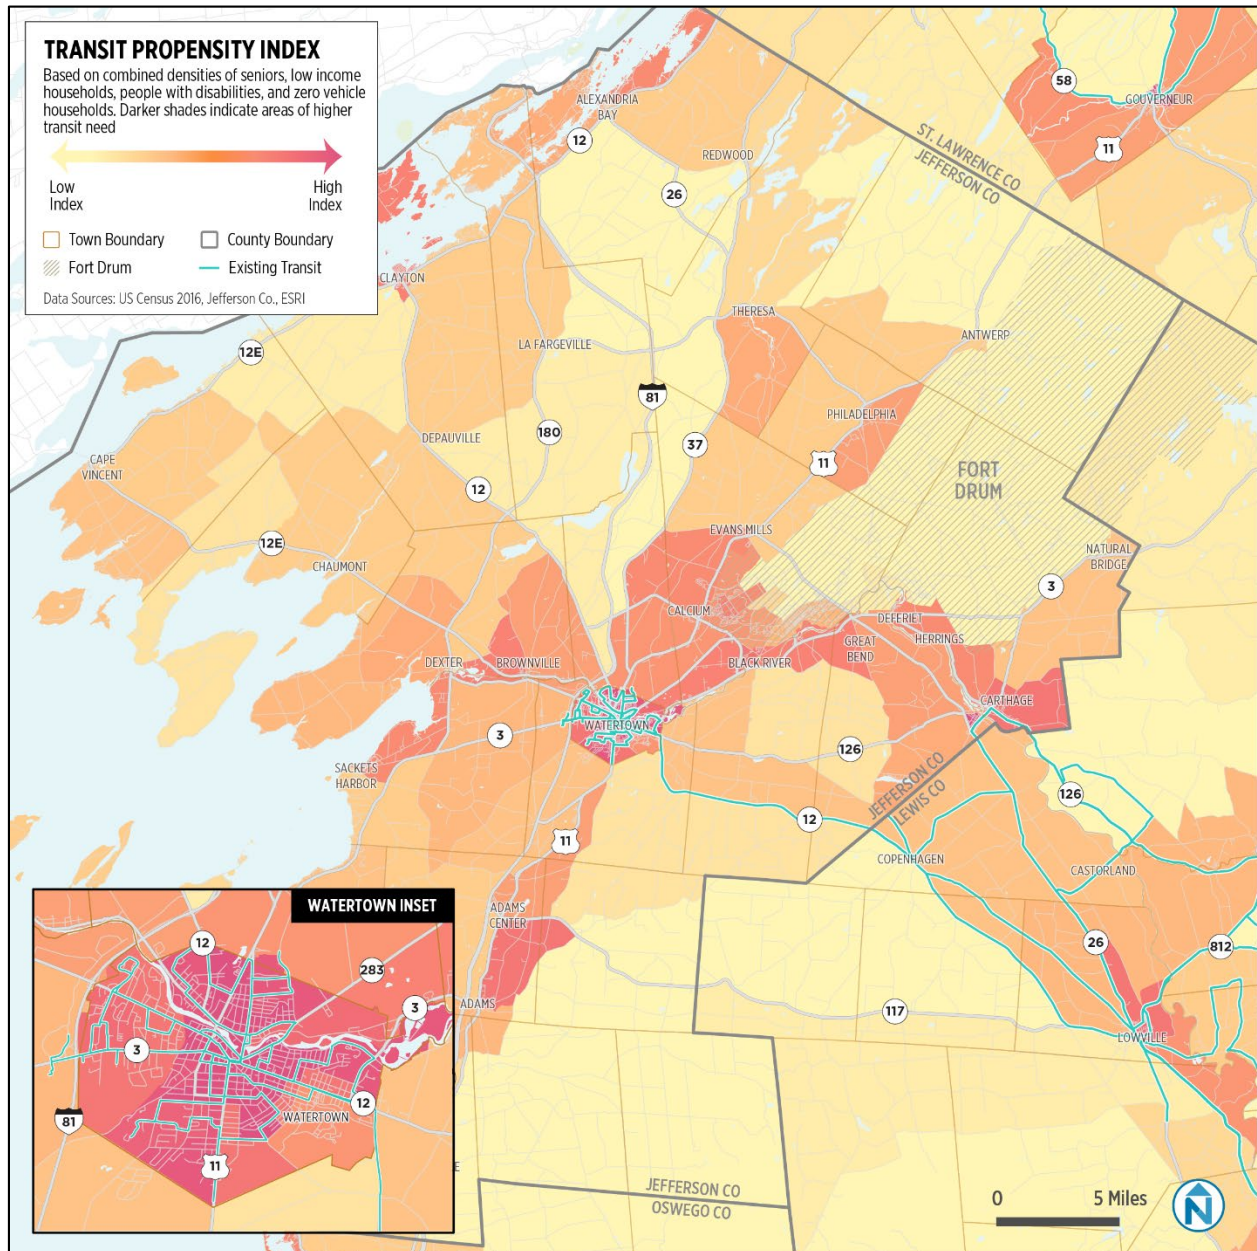 TRANSIT PROPENSITY INDEX
Based on combined densities of seniors, low income
households, people with disabilities, and zero vehicle
households. Darker shades indicate areas of higher
transit need
Low
Index
High
Index
Town Boundary
County Boundary
Fort Drum
Existing Transit
Data Sources: US Census 2016, Jefferson Co., ESRI
58
GOUVERNEUR
ALEXANDRIA
BAY
12
11
REDWOOD
ST. LAWRENCE CO
JEFFERSON CO
26
CLAYTON
THERESA
ANTWERP
12E
LA FARGEVILLE
81
PHILADELPHIA
180
DEPAUVILLE
37
CAPE
VINCENT
11
FORT
DRUM
12
EVANS MILLS
12E
NATURAL
BRIDGE
CHAUMONT
3
CALCIUM
DEFERIET
HERRINGS
GREAT
BEND
DEXTER
BROWNVILLE
BLACK RIVER
CARTHAGE
WATERTOWN
3
126
SACKETS
HARBOR
JEFFERSON CO
LEWIS CO
126
12
11
COPENHAGEN
CASTORLAND
WATERTOWN INSET
ADAMS
CENTER
12
26
812
283
3
ADAMS
117
LOWVILLE
3
12
WATERTOWN
81
11
JEFFERSON CO
OSWEGO CO
0
5 Miles
N